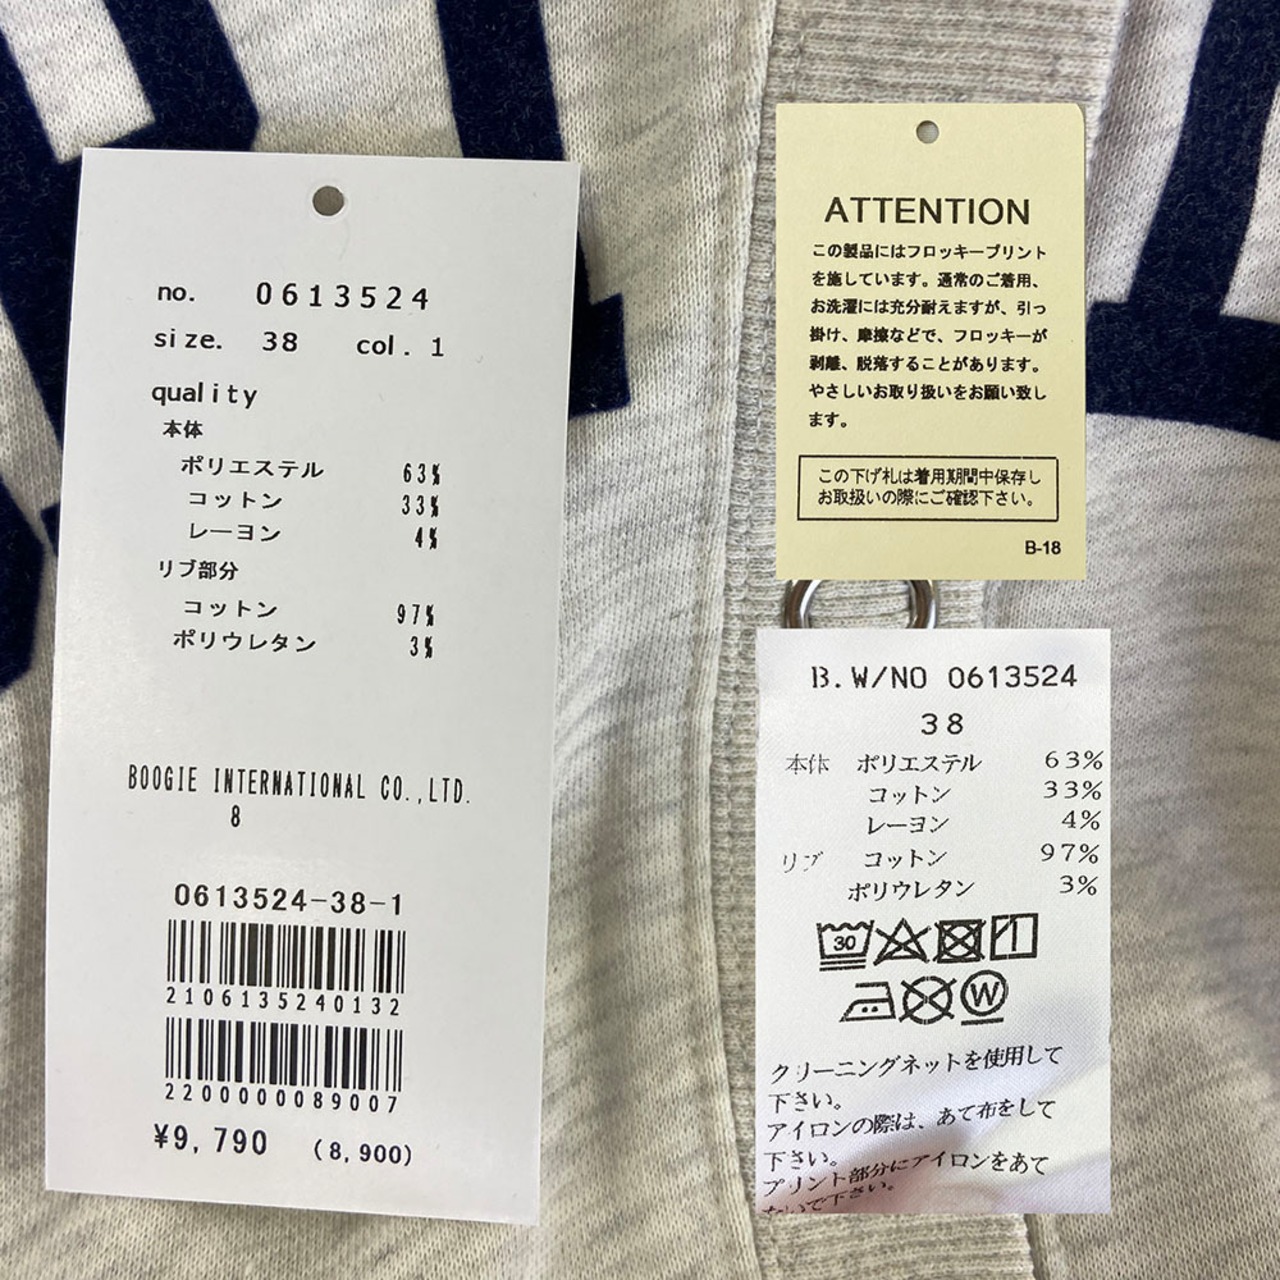 no. 0613524
size. 38 col. 1
quality
本体
ポリエステル 63%
コットン 33%
レーヨン 4%
リブ部分
コットン 97%
ポリウレタン 3%
BOOGIE INTERNATIONAL CO.,LTD.
8
0613524-38-1
2106135240132
2200000089007
¥9,790 (8,900)
ATTENTION
この製品にはフロッキープリント
を施しています。通常のご着用、
お洗濯には充分耐えますが、引っ
掛け、摩擦などで、フロッキーが
剥離、脱落することがあります。
やさしいお取り扱いをお願い致し
ます。
この下げ札は着用期間中保存し
お取扱いの際にご確認下さい。
B-18
B.W/NO 0613524
38
本体 ポリエステル 63%
コットン 33%
レーヨン 4%
リブ コットン 97%
ポリウレタン 3%
30
W
クリーニングネットを使用して
下さい。
アイロンの際は、あて布をして
下さい。
プリント部分にアイロンをあて
ないで下さい。